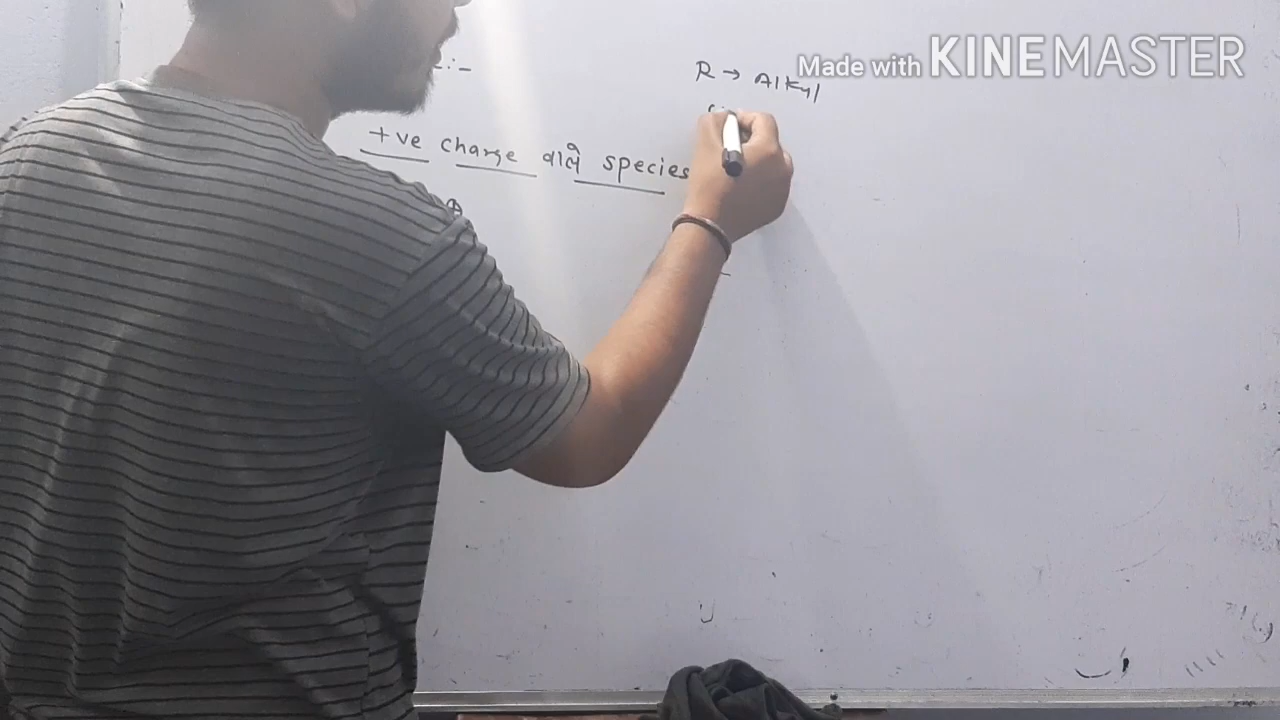 Made with KINEMASTER
R → Alkyl
+ve charge वाले species